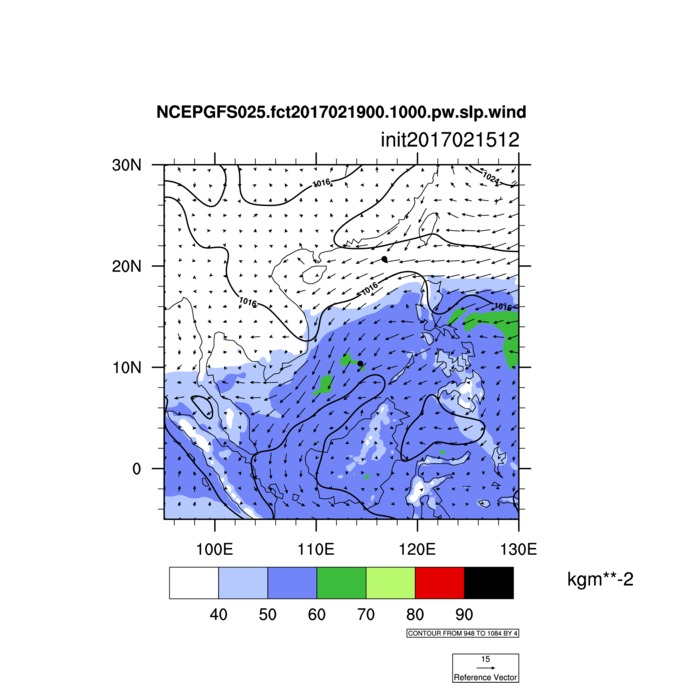 NCEPGFS025.fct2017021900.1000.pw.slp.wind
init2017021512
30N
1016
1024
20N
1016
1016
1016
10N
0
100E 110E 120E 130E
kgm**-2
40 50 60 70 80 90
CONTOUR FROM 948 TO 1084 BY 4
15
Reference Vector